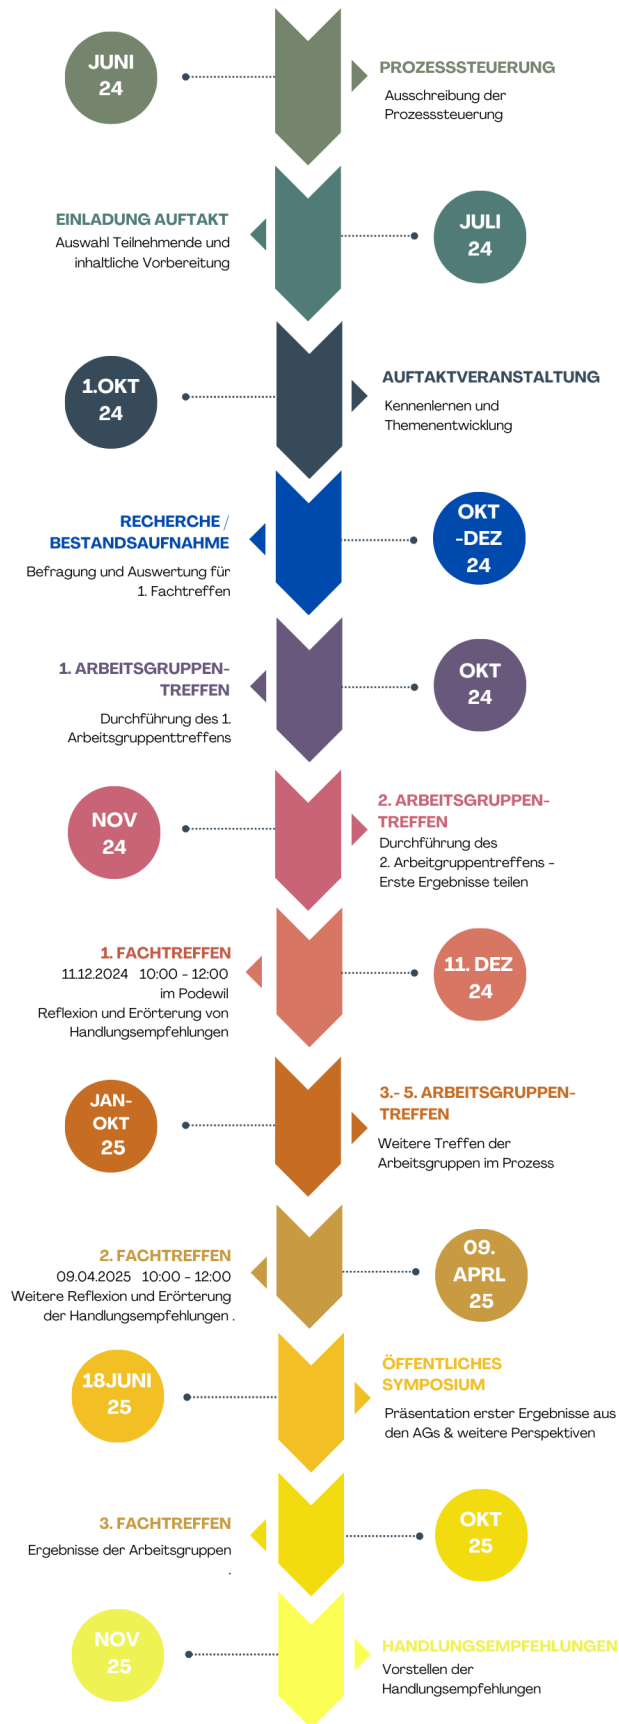 JUNI
24
PROZESSSTEUERUNG
Ausschreibung der
Prozesssteuerung
EINLADUNG AUFTAKT
Auswahl Teilnehmende und
inhaltliche Vorbereitung
JULI
24
1.OKT
24
AUFTAKTVERANSTALTUNG
Kennenlernen und
Themenentwicklung
RECHERCHE /
BESTANDSAUFNAHME
Befragung und Auswertung für
1. Fachtreffen
OKT
-DEZ
24
1. ARBEITSGRUPPEN-
TREFFEN
Durchführung des 1.
Arbeitsgruppenttreffens
OKT
24
NOV
24
2. ARBEITSGRUPPEN-
TREFFEN
Durchführung des
2. Arbeitgruppentreffens -
Erste Ergebnisse teilen
1. FACHTREFFEN
11.12.2024 10:00 - 12:00
im Podewil
Reflexion und Erörterung von
Handlungsempfehlungen
11. DEZ
24
JAN-
OKT
25
3.- 5. ARBEITSGRUPPEN-
TREFFEN
Weitere Treffen der
Arbeitsgruppen im Prozess
2. FACHTREFFEN
09.04.2025 10:00 - 12:00
Weitere Reflexion und Erörterung
der Handlungsempfehlungen .
09.
APRL
25
18JUNI
25
ÖFFENTLICHES
SYMPOSIUM
Präsentation erster Ergebnisse aus
den AGs & weitere Perspektiven
3. FACHTREFFEN
Ergebnisse der Arbeitsgruppen
.
OKT
25
NOV
25
HANDLUNGSEMPFEHLUNGEN
Vorstellen der
Handlungsempfehlungen